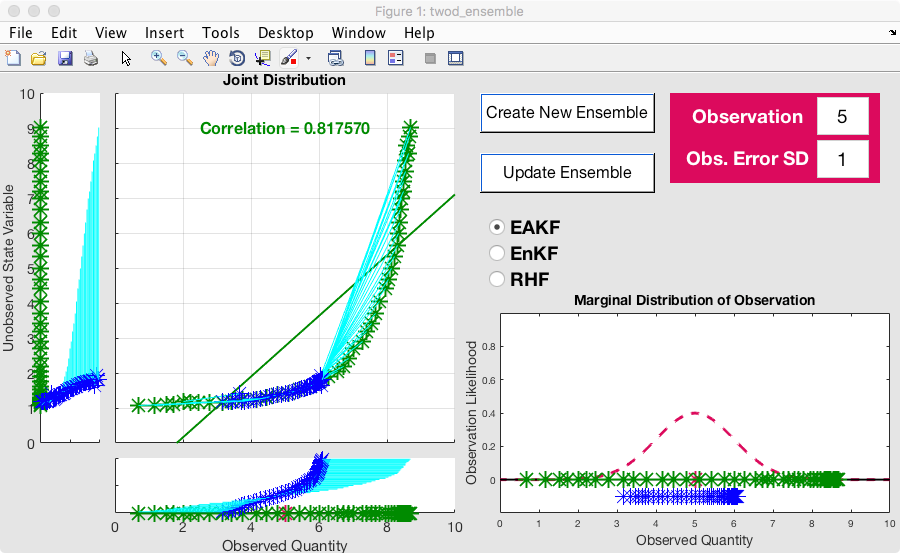 Figure 1: twod_ensemble
File Edit View Insert Tools Desktop Window Help
Joint Distribution
Correlation = 0.817570
10
9
8
7
6
5
4
3
2
1
0
Unobserved State Variable
0 2 4 6 8 10
Observed Quantity
Create New Ensemble
Update Ensemble
Observation 5
Obs. Error SD 1
EAKF
EnKF
RHF
Marginal Distribution of Observation
0.8
0.6
0.4
0.2
0
Observation Likelihood
0 1 2 3 4 5 6 7 8 9 10
Observed Quantity